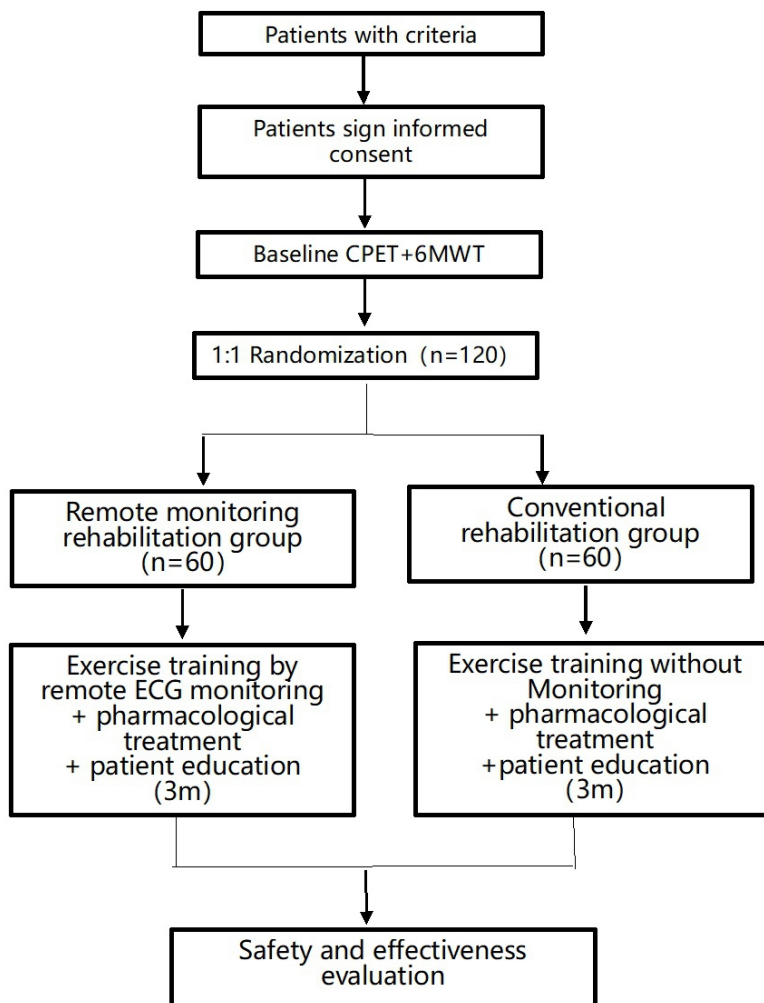 Patients with criteria
Patients sign informed
consent
Baseline CPET+6MWT
1:1 Randomization (n=120)
Remote monitoring
rehabilitation group
(n=60)
Conventional
rehabilitation group
(n=60)
Exercise training by
remote ECG monitoring
+ pharmacological
treatment
+ patient education
(3m)
Exercise training without
Monitoring
+ pharmacological
treatment
+patient education
(3m)
Safety and effectiveness
evaluation